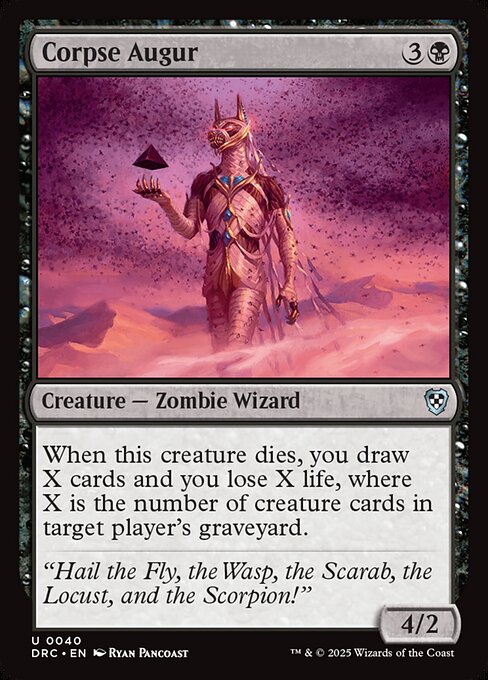 Corpse Augur 3
Creature — Zombie Wizard
When this creature dies, you draw
X cards and you lose X life, where
X is the number of creature cards in
target player's graveyard.
“Hail the Fly, the Wasp, the Scarab, the
Locust, and the Scorpion!”
4/2
U 0040
DRC • EN Ryan Pancoast ™ & © 2025 Wizards of the Coast